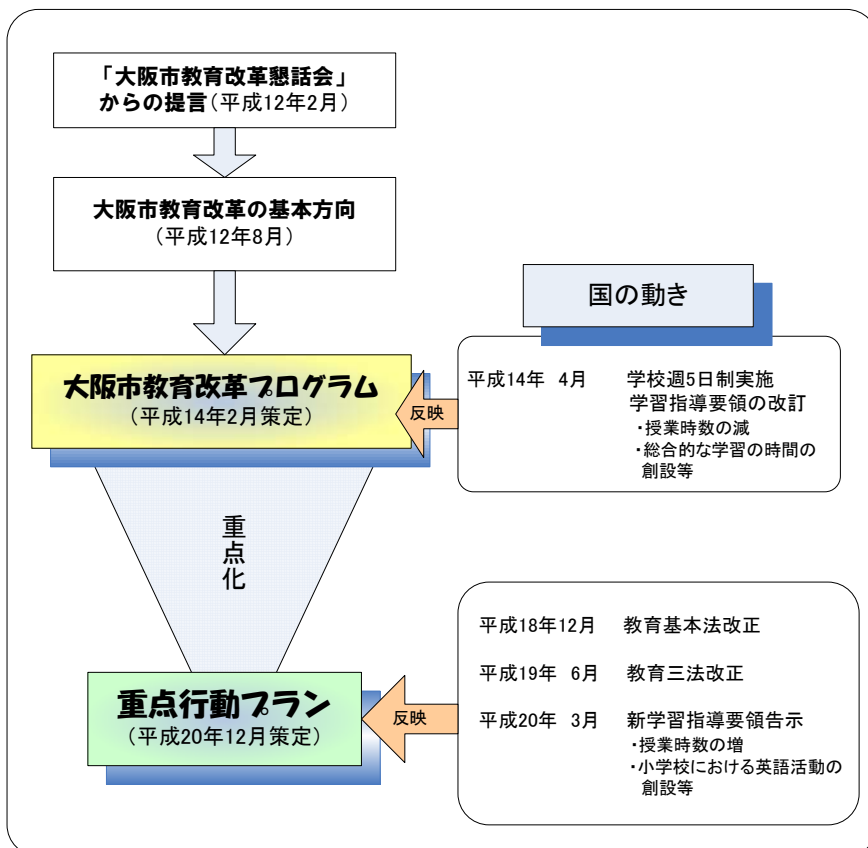 「大阪市教育改革懇話会」
からの提言(平成12年2月)
大阪市教育改革の基本方向
(平成12年8月)
国の動き
大阪市教育改革プログラム
(平成14年2月策定)
反映
平成14年 4月 学校週5日制実施
学習指導要領の改訂
・授業時数の減
・総合的な学習の時間の
創設等
重点化
平成18年12月 教育基本法改正
平成19年 6月 教育三法改正
平成20年 3月 新学習指導要領告示
・授業時数の増
・小学校における英語活動の
創設等
重点行動プラン
(平成20年12月策定)
反映